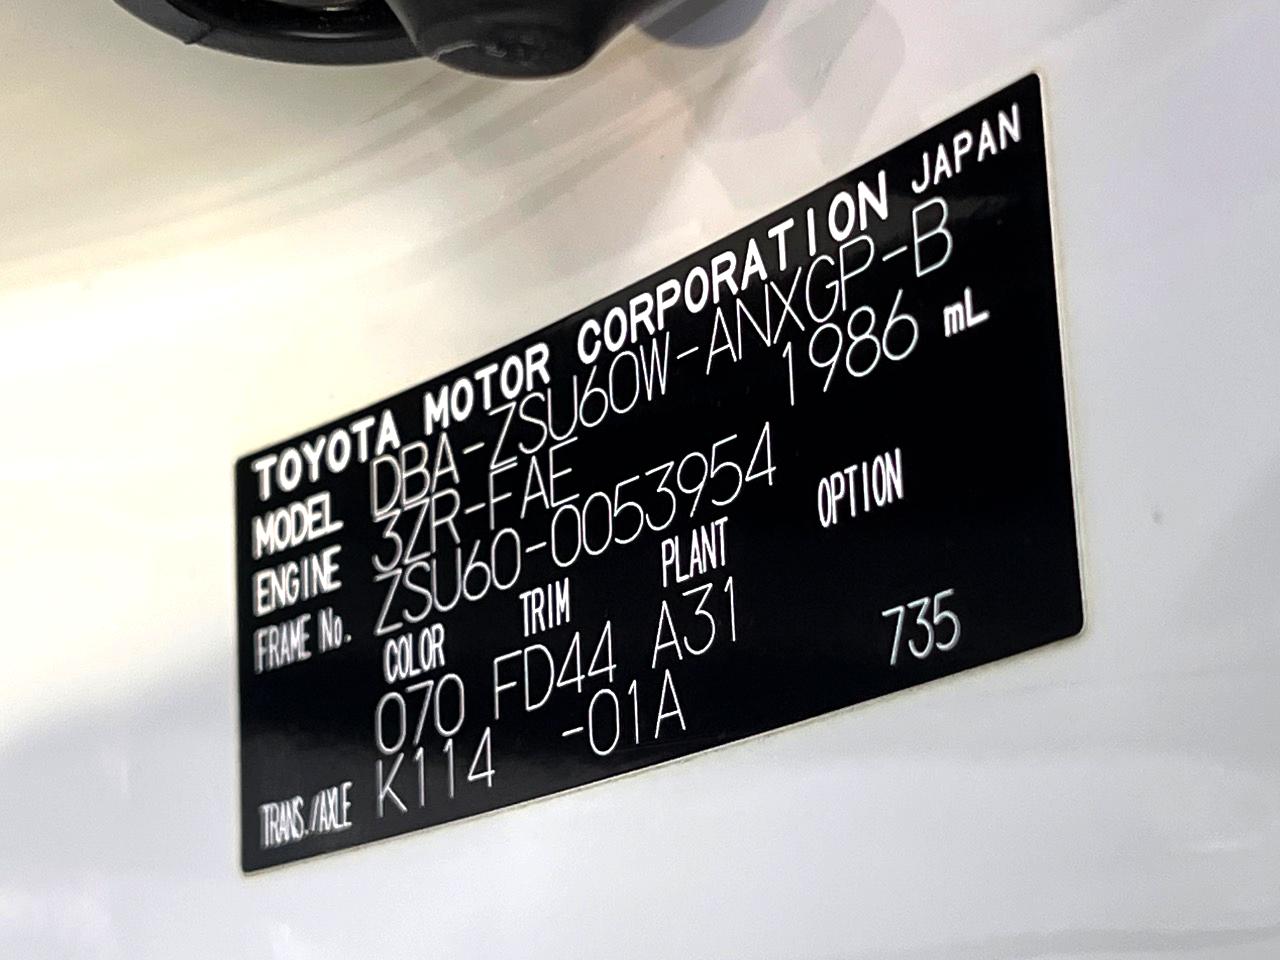 TOYOTA MOTOR CORPORATION JAPAN
MODEL DBA-ZSU60W-ANXGP-B
ENGINE 3ZR-FAE 1986 mL
FRAME No. ZSU60-0053954
COLOR TRIM PLANT OPTION
070 FD44 A31
TRANS./AXLE K114 -01A 735